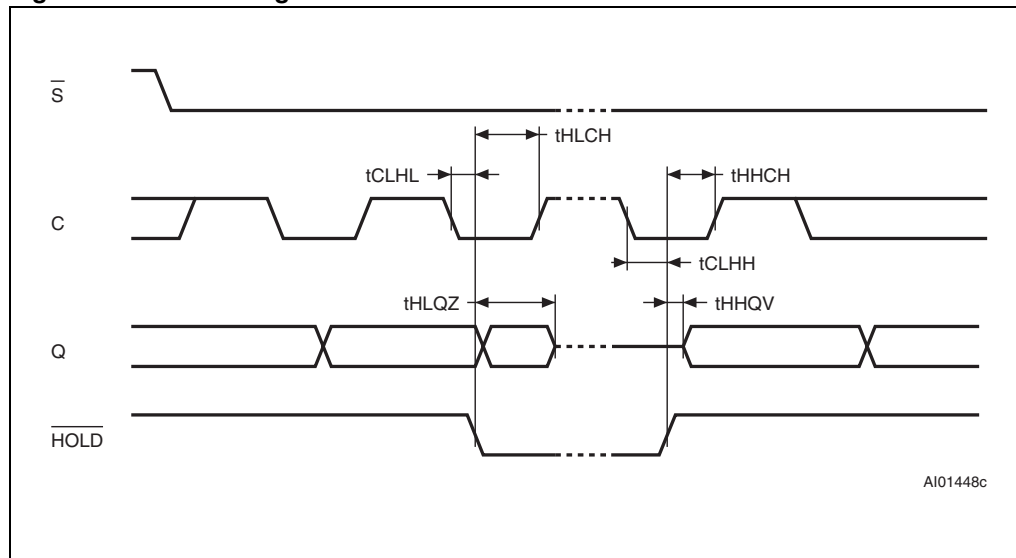 S
tHLCH
tCLHL
tHHCH
C
tCLHH
tHLQZ
tHHQV
Q
HOLD
AI01448c